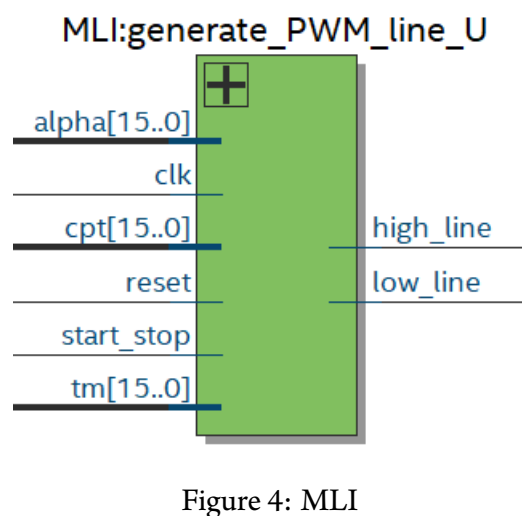 MLI:generate_PWM_line_U
alpha[15..0]
clk
cpt[15..0]
reset
start_stop
tm[15..0]
high_line
low_line
Figure 4: MLI